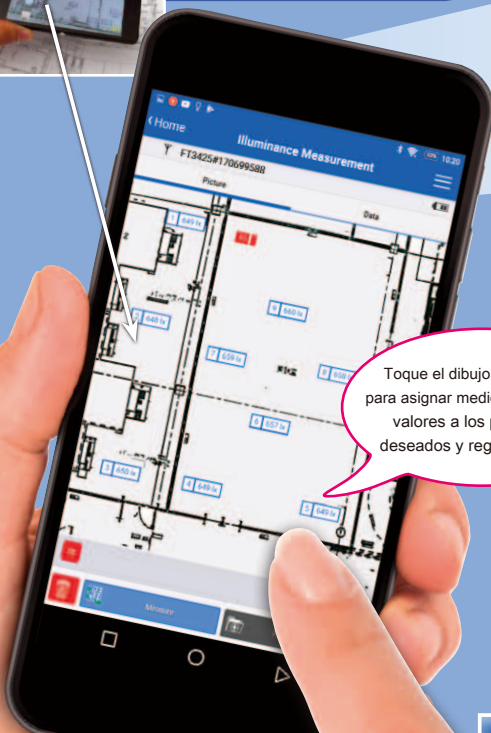 10:20
Home
Illuminance Measurement
FT3425#170699588
Picture
Data
1 649 lx
9 660 lx
2 648 lx
7 659 lx
8 658 lx
6 657 lx
3 650 lx
4 649 lx
5 649 lx
Measure
Toque el dibujo
para asignar medic
valores a los p
deseados y reg